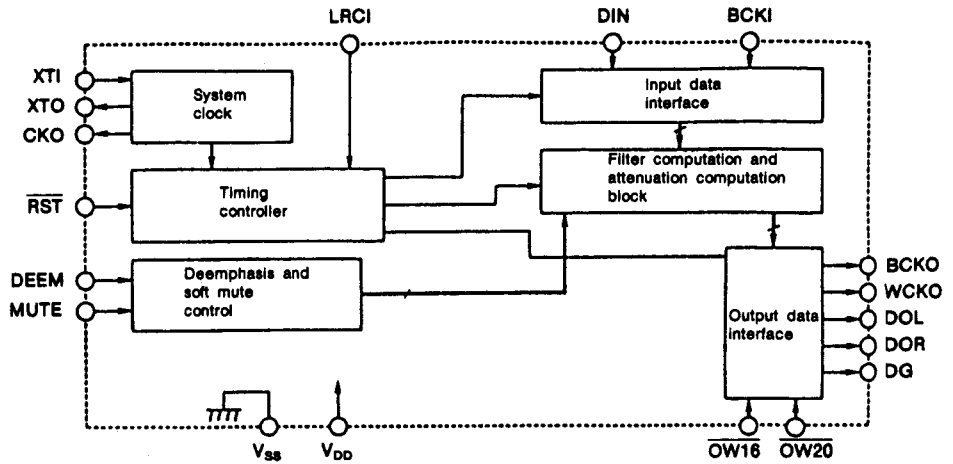 LRCI
DIN
BCKI
XTI
XTO
CKO
System
clock
Input data
interface
Filter computation and
attenuation computation
block
RST
Timing
controller
DEEM
MUTE
Deemphasis and
soft mute
control
Output data
interface
BCKO
WCKO
DOL
DOR
DG
VSS
VDD
OW16
OW20